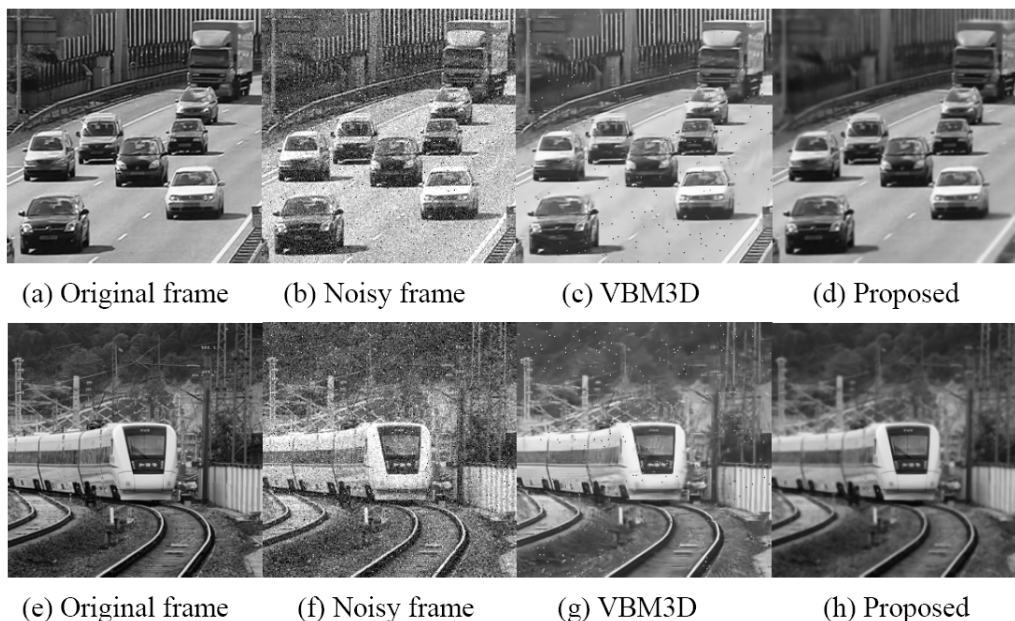 (a) Original frame (b) Noisy frame (c) VBM3D (d) Proposed
(e) Original frame (f) Noisy frame (g) VBM3D (h) Proposed